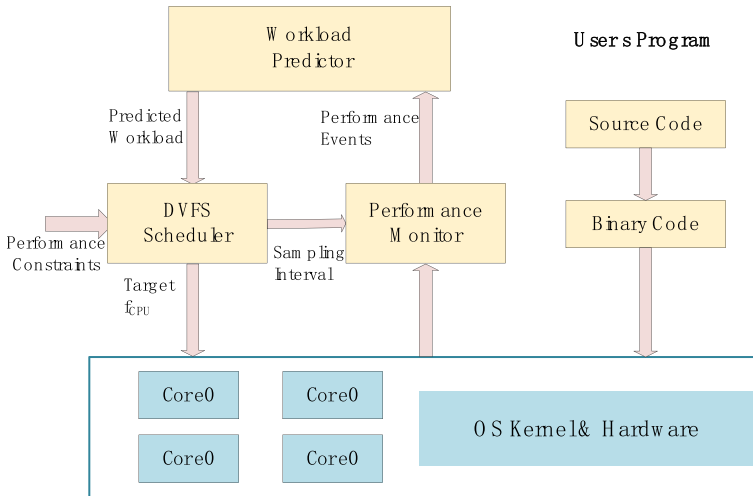 Workload
Predictor
Users Program
Predicted
Workload
Performance
Events
Source Code
DVFS
Scheduler
Performance
Monitor
Binary Code
Performance
Constraints
Sampling
Interval
Target
fCPU
Core0
Core0
OS Kernel & Hardware
Core0
Core0